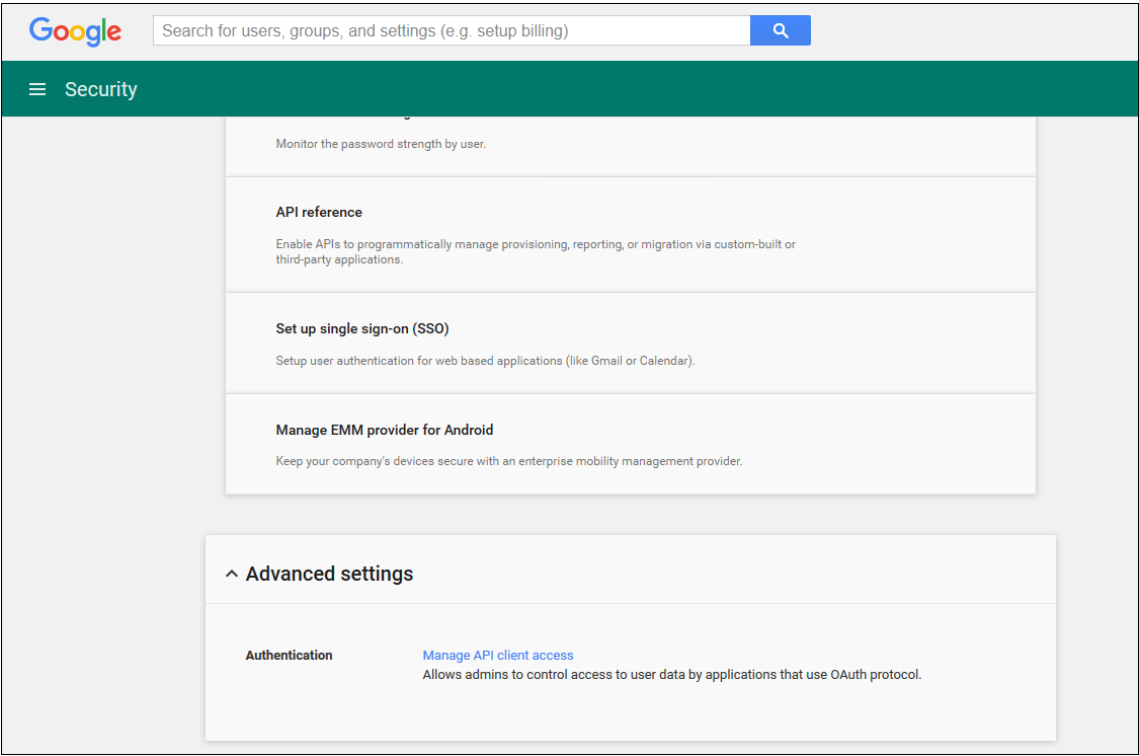 Google
Search for users, groups, and settings (e.g. setup billing)
Security
Monitor the password strength by user.
API reference
Enable APIs to programmatically manage provisioning, reporting, or migration via custom-built or
third-party applications.
Set up single sign-on (SSO)
Setup user authentication for web based applications (like Gmail or Calendar).
Manage EMM provider for Android
Keep your company's devices secure with an enterprise mobility management provider.
Advanced settings
Authentication
Manage API client access
Allows admins to control access to user data by applications that use OAuth protocol.